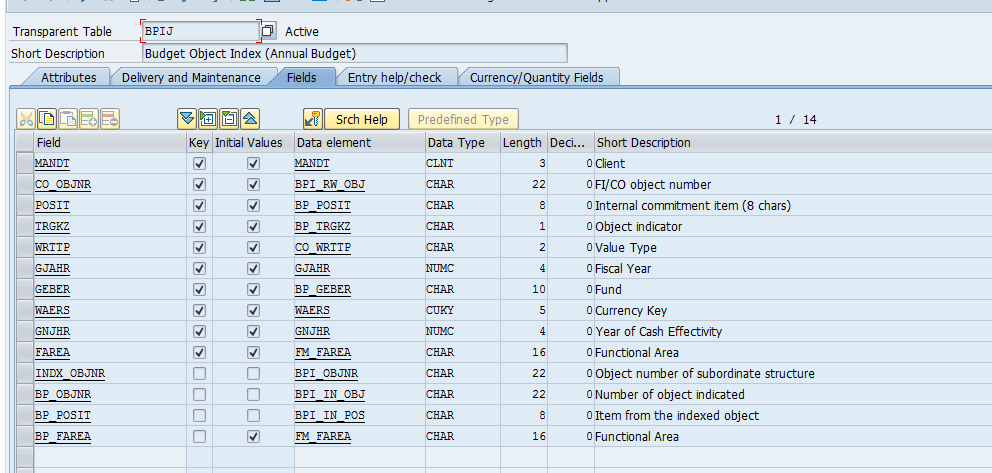 Transparent Table BPIJ Active
Short Description Budget Object Index (Annual Budget)
Attributes Delivery and Maintenance Fields Entry help/check Currency/Quantity Fields
Srch Help Predefined Type 1 / 14
Field Key Initial Values Data element Data Type Length Deci... Short Description
MANDT MANDT CLNT 3 0 Client
CO_OBJNR BPI_RW_OBJ CHAR 22 0 FI/CO object number
POSIT BP_POSIT CHAR 8 0 Internal commitment item (8 chars)
TRGKZ BP_TRGKZ CHAR 1 0 Object indicator
WRTTP CO_WRTTP CHAR 2 0 Value Type
GJAHR GJAHR NUMC 4 0 Fiscal Year
GEBER BP_GEBER CHAR 10 0 Fund
WAERS WAERS CUKY 5 0 Currency Key
GNJHR GNJHR NUMC 4 0 Year of Cash Effectivity
FAREA FM_FAREA CHAR 16 0 Functional Area
INDX_OBJNR BPI_OBJNR CHAR 22 0 Object number of subordinate structure
BP_OBJNR BPI_IN_OBJ CHAR 22 0 Number of object indicated
BP_POSIT BPI_IN_POS CHAR 8 0 Item from the indexed object
BP_FAREA FM_FAREA CHAR 16 0 Functional Area